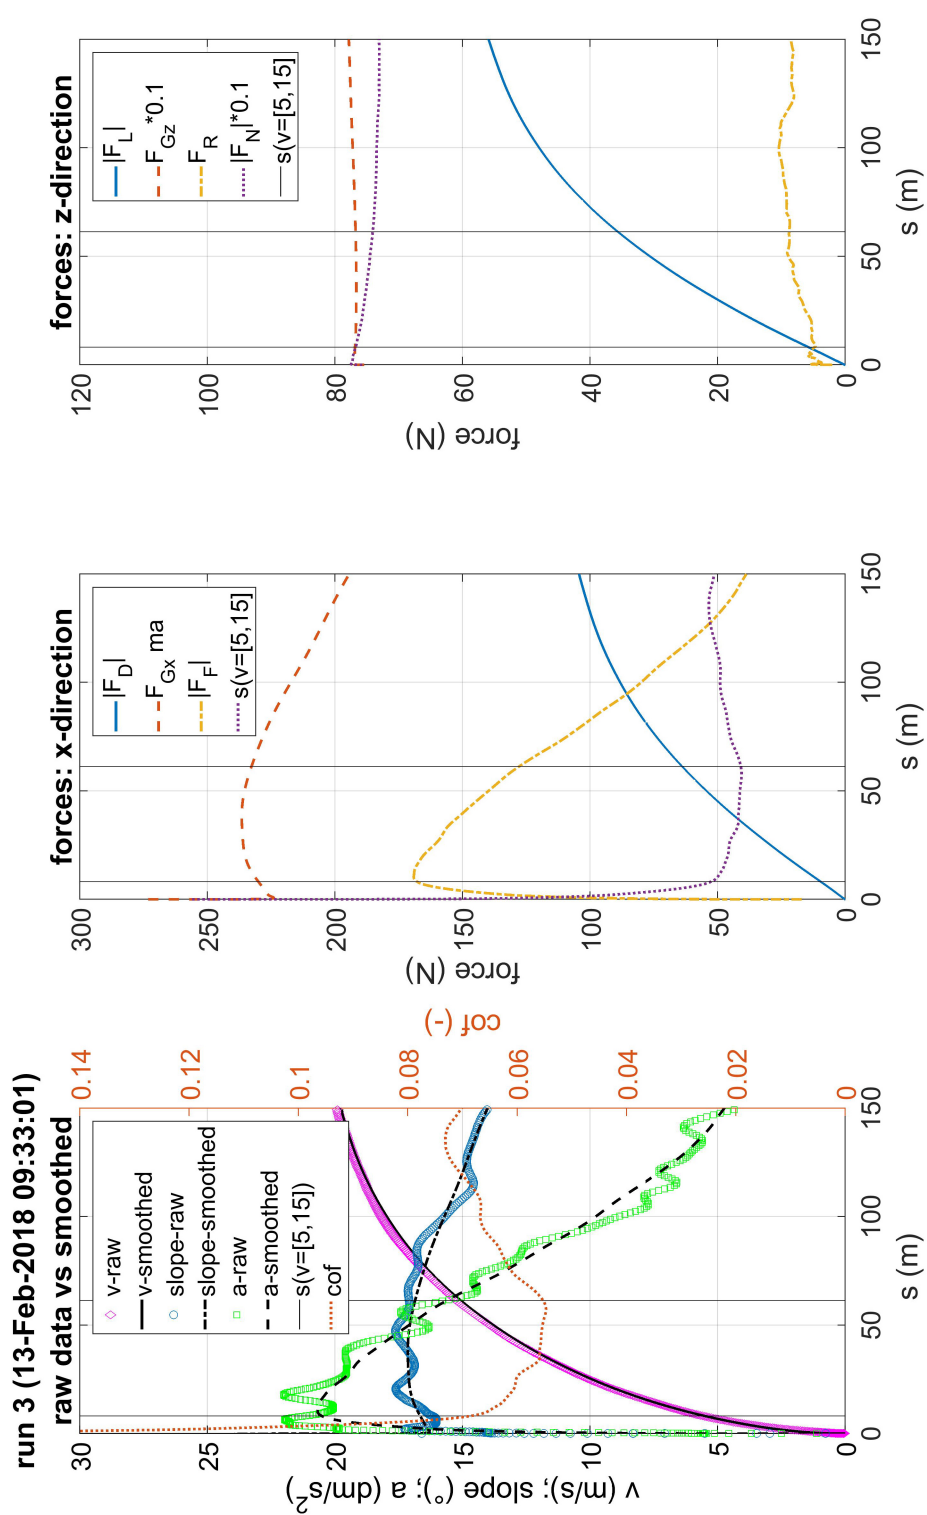 run 3 (13-Feb-2018 09:33:01)
raw data vs smoothed
v-raw
v-smoothed
slope-raw
slope-smoothed
a-raw
a-smoothed
s(v=[5,15])
cof
30
25
20
15
10
5
0
v (m/s); slope (°); a (dm/s²)
0.14
0.12
0.1
0.08
0.06
0.04
0.02
0
cof (-)
0
50
100
150
s (m)
forces: x-direction
|F_D|
F_Gx ma
|F_F|
s(v=[5,15]
300
250
200
150
100
50
0
force (N)
0
50
100
150
s (m)
forces: z-direction
|F_L|
F_Gz*0.1
F_R
|F_N|*0.1
s(v=[5,15]
120
100
80
60
40
20
0
force (N)
0
50
100
150
s (m)